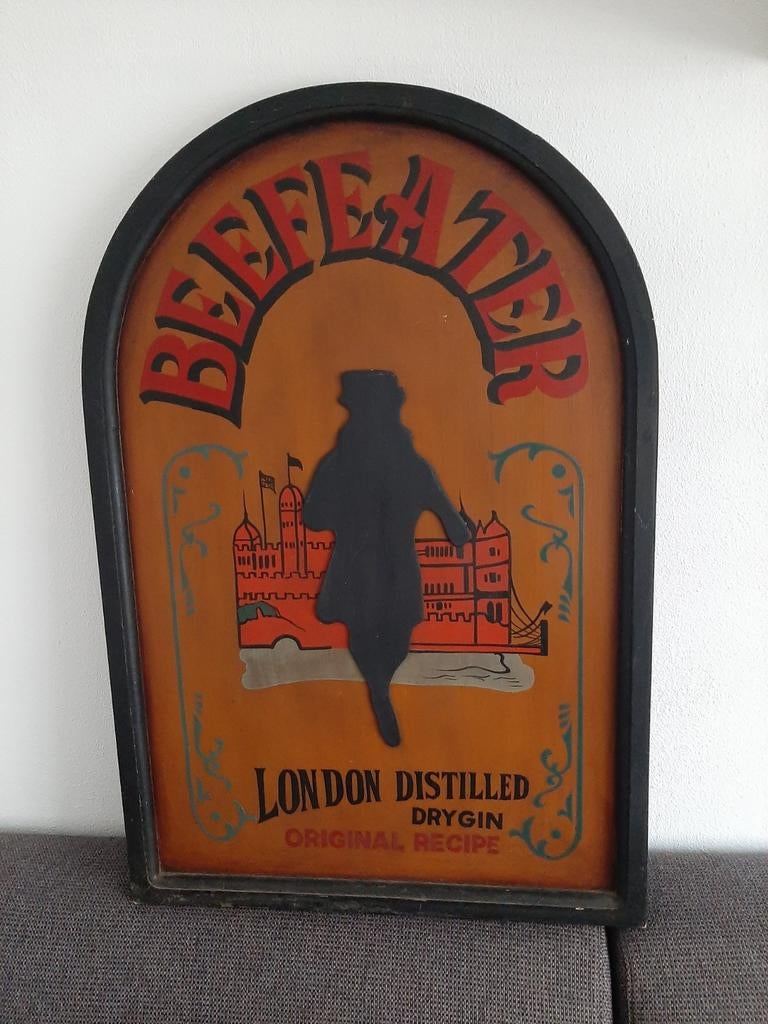 BEEFEATER
LONDON DISTILLED
DRYGIN
ORIGINAL RECIPE